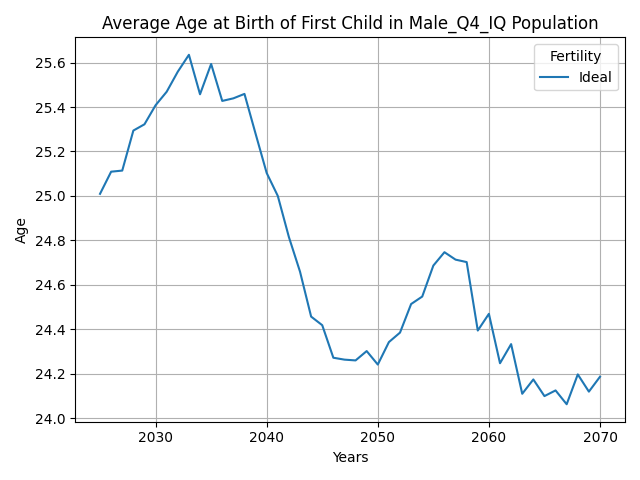 Average Age at Birth of First Child in Male_Q4_IQ Population
Fertility
Ideal
Age
25.6
25.4
25.2
25.0
24.8
24.6
24.4
24.2
24.0
2030 2040 2050 2060 2070
Years